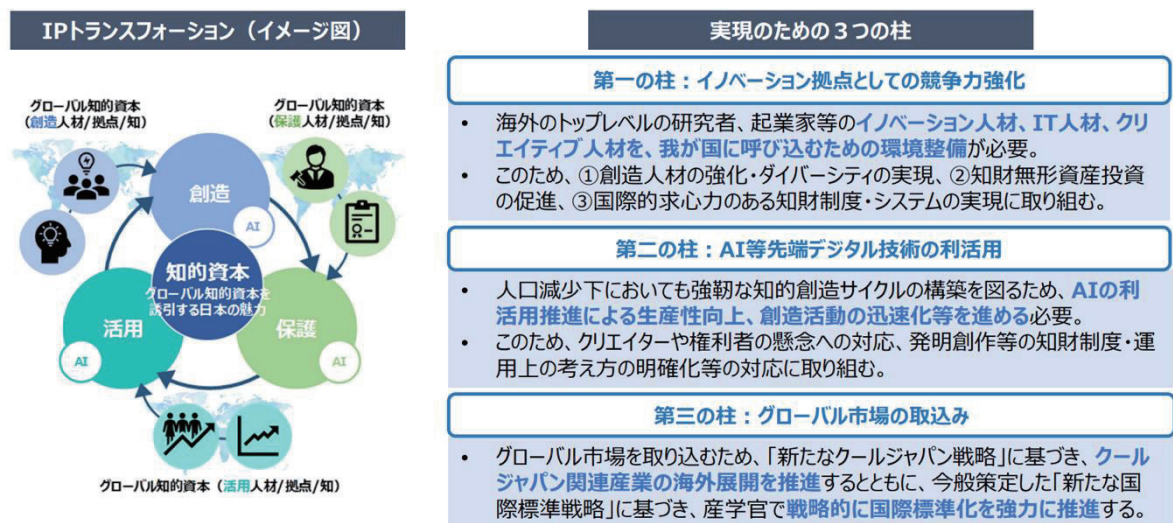 IPトランスフォーション（イメージ図）
グローバル知的資本
（創造人材/拠点/知）
グローバル知的資本
（保護人材/拠点/知）
創造
AI
知的資本
グローバル知的資本を
誘引する日本の魅力
活用
AI
保護
AI
グローバル知的資本（活用人材/拠点/知）
実現のための３つの柱
第一の柱：イノベーション拠点としての競争力強化
• 海外のトップレベルの研究者、起業家等のイノベーション人材、IT人材、クリ
エイティブ人材を、我が国に呼び込むための環境整備が必要。
• このため、①創造人材の強化・ダイバーシティの実現、②知財無形資産投資
の促進、③国際的求心力のある知財制度・システムの実現に取り組む。
第二の柱：AI等先端デジタル技術の利活用
• 人口減少下においても強靭な知的創造サイクルの構築を図るため、AIの利
活用推進による生産性向上、創造活動の迅速化等を進める必要。
• このため、クリエイターや権利者の懸念への対応、発明創作等の知財制度・運
用上の考え方の明確化等の対応に取り組む。
第三の柱：グローバル市場の取込み
• グローバル市場を取り込むため、「新たなクールジャパン戦略」に基づき、クール
ジャパン関連産業の海外展開を推進するとともに、今般策定した「新たな国
際標準戦略」に基づき、産学官で戦略的に国際標準化を強力に推進する。